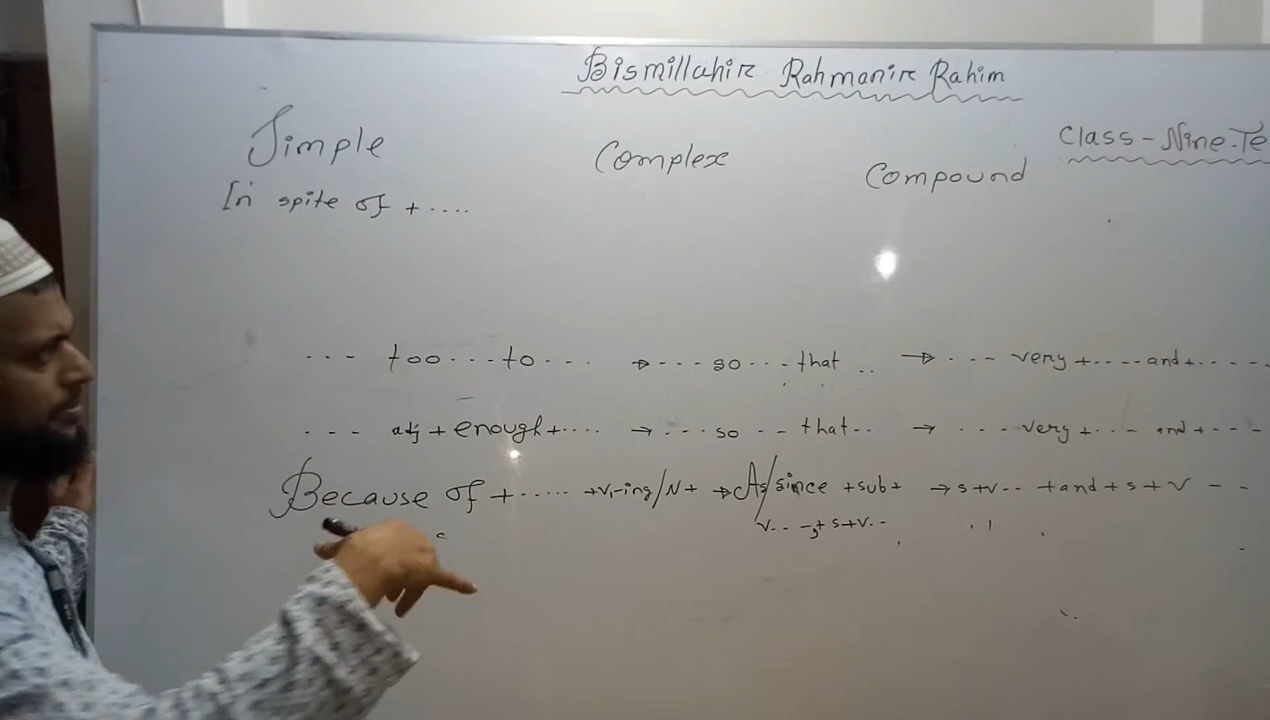 Bismillahir Rahmanir Rahim
Class-Nine-Te
Simple Complex Compound
In spite of + ....
--- too...to... → ---so...that .. → .--- very +....and+.....
--- adj + enough+.... → ...so -- that.. → .--- very +..-- and +----
Because of +...... +v-ing/N+ → As/since +sub+ → s+v.. +and + s + v - -
v.. -,+ s+v..